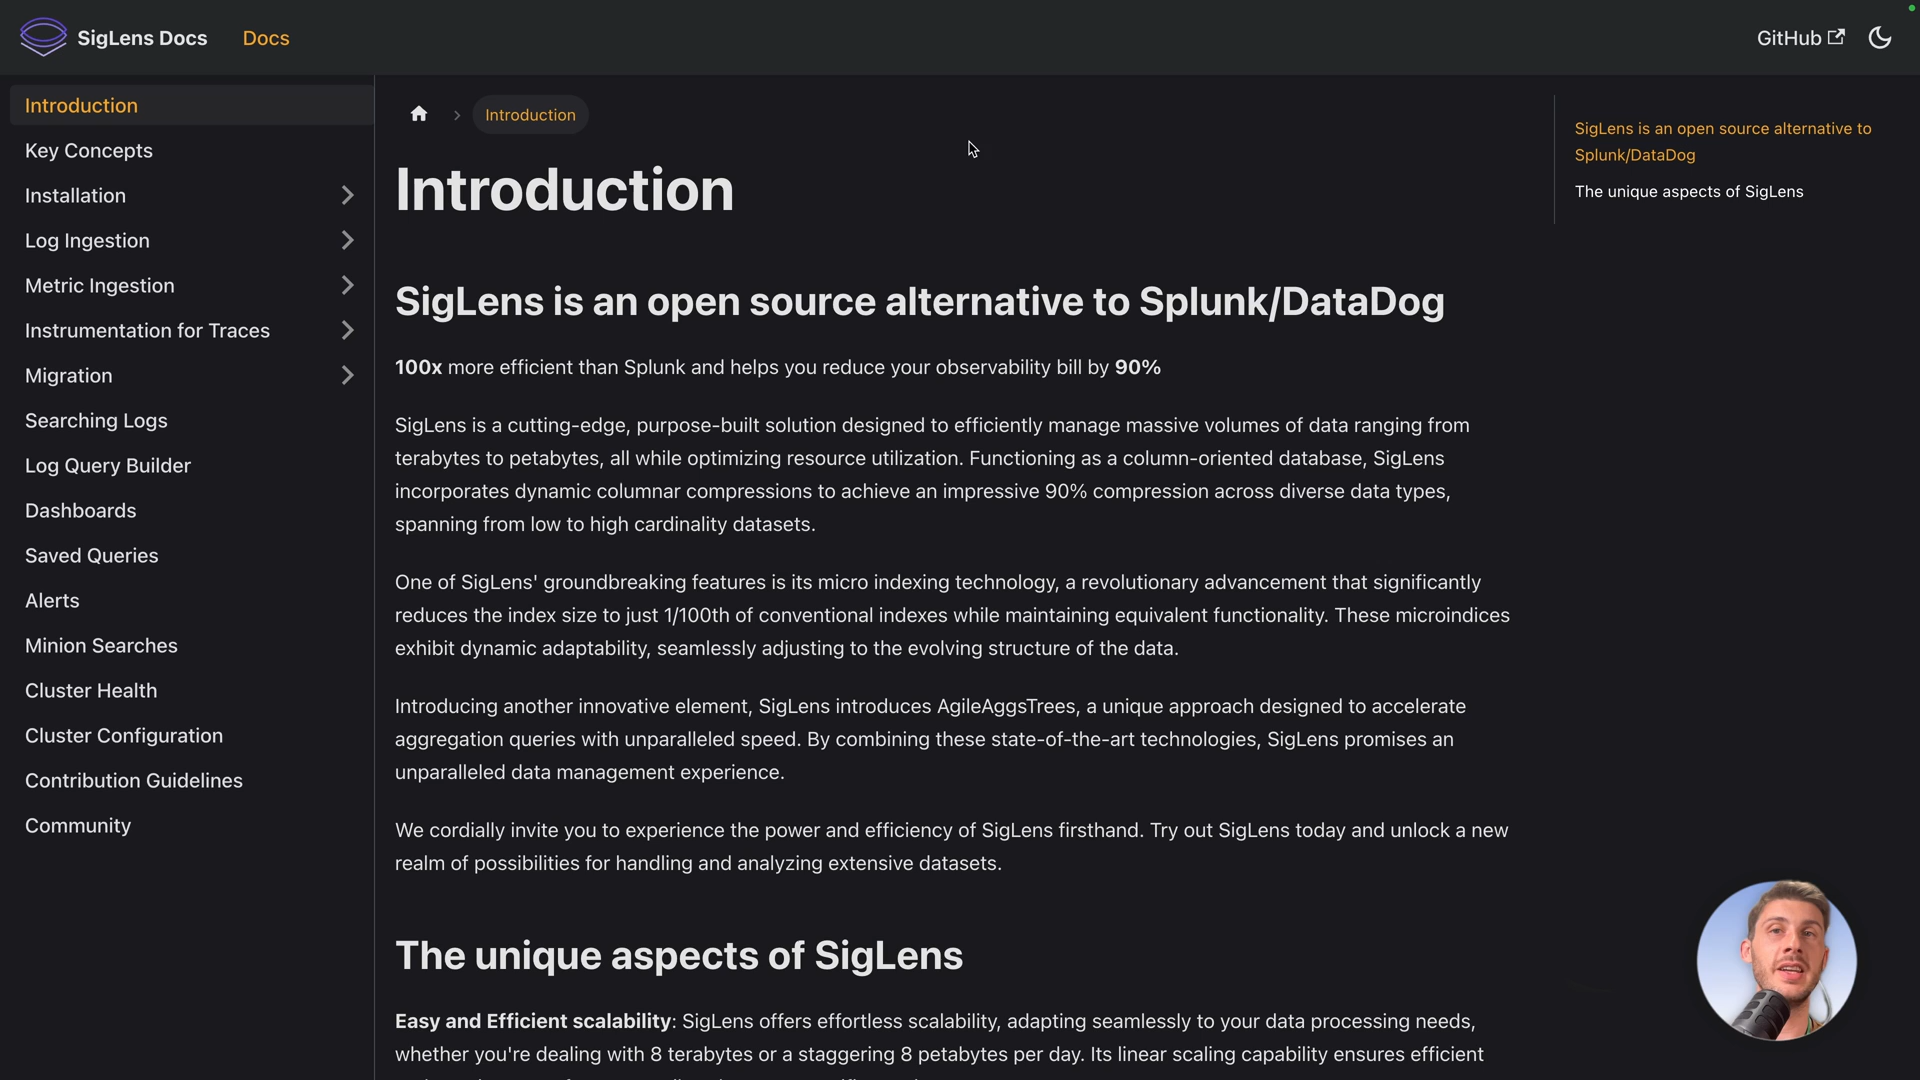 SigLens Docs
Docs
GitHub
Introduction
Key Concepts
Installation
Log Ingestion
Metric Ingestion
Instrumentation for Traces
Migration
Searching Logs
Log Query Builder
Dashboards
Saved Queries
Alerts
Minion Searches
Cluster Health
Cluster Configuration
Contribution Guidelines
Community
Introduction
Introduction
SigLens is an open source alternative to Splunk/DataDog
100x more efficient than Splunk and helps you reduce your observability bill by 90%
SigLens is a cutting-edge, purpose-built solution designed to efficiently manage massive volumes of data ranging from
terabytes to petabytes, all while optimizing resource utilization. Functioning as a column-oriented database, SigLens
incorporates dynamic columnar compressions to achieve an impressive 90% compression across diverse data types,
spanning from low to high cardinality datasets.
One of SigLens' groundbreaking features is its micro indexing technology, a revolutionary advancement that significantly
reduces the index size to just 1/100th of conventional indexes while maintaining equivalent functionality. These microindices
exhibit dynamic adaptability, seamlessly adjusting to the evolving structure of the data.
Introducing another innovative element, SigLens introduces AgileAggsTrees, a unique approach designed to accelerate
aggregation queries with unparalleled speed. By combining these state-of-the-art technologies, SigLens promises an
unparalleled data management experience.
We cordially invite you to experience the power and efficiency of SigLens firsthand. Try out SigLens today and unlock a new
realm of possibilities for handling and analyzing extensive datasets.
The unique aspects of SigLens
Easy and Efficient scalability: SigLens offers effortless scalability, adapting seamlessly to your data processing needs,
whether you're dealing with 8 terabytes or a staggering 8 petabytes per day. Its linear scaling capability ensures efficient
SigLens is an open source alternative to
Splunk/DataDog
The unique aspects of SigLens